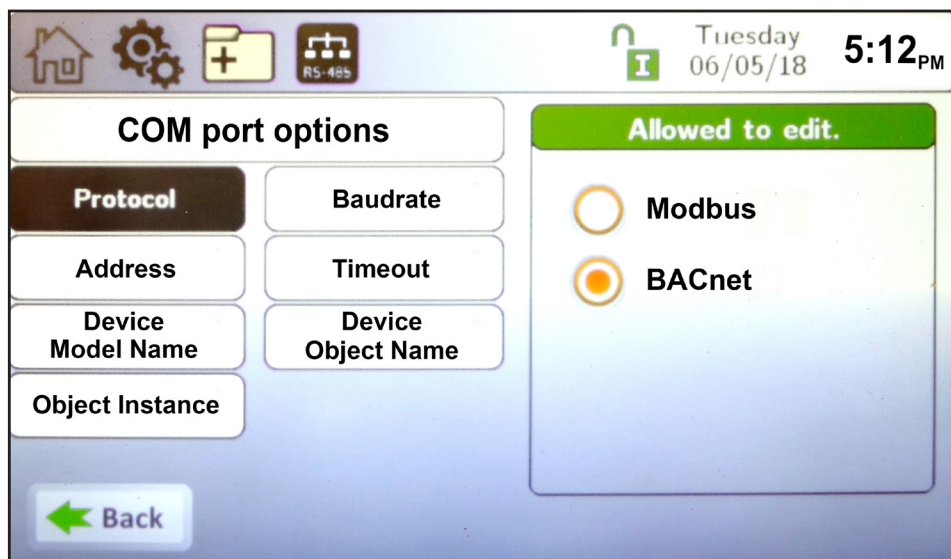 RS-485
I
Tuesday
06/05/18
5:12PM
COM port options
Allowed to edit.
Protocol
Baudrate
Address
Timeout
Device
Model Name
Device
Object Name
Object Instance
Modbus
BACnet
Back